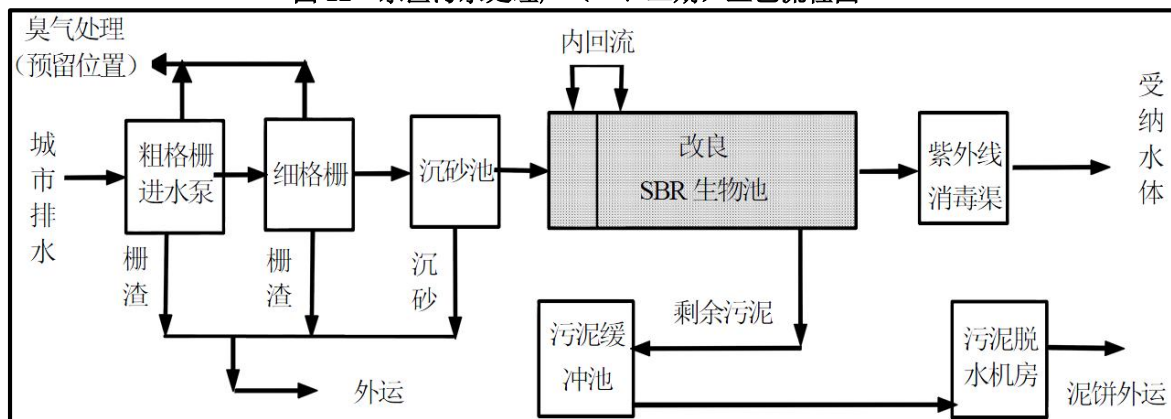 臭气处理
（预留位置）
内回流
城市排水
粗格栅
进水泵
细格栅
沉砂池
改良
SBR 生物池
紫外线
消毒渠
受纳水体
栅渣
栅渣
沉砂
剩余污泥
污泥缓
冲池
污泥脱
水机房
外运
泥饼外运